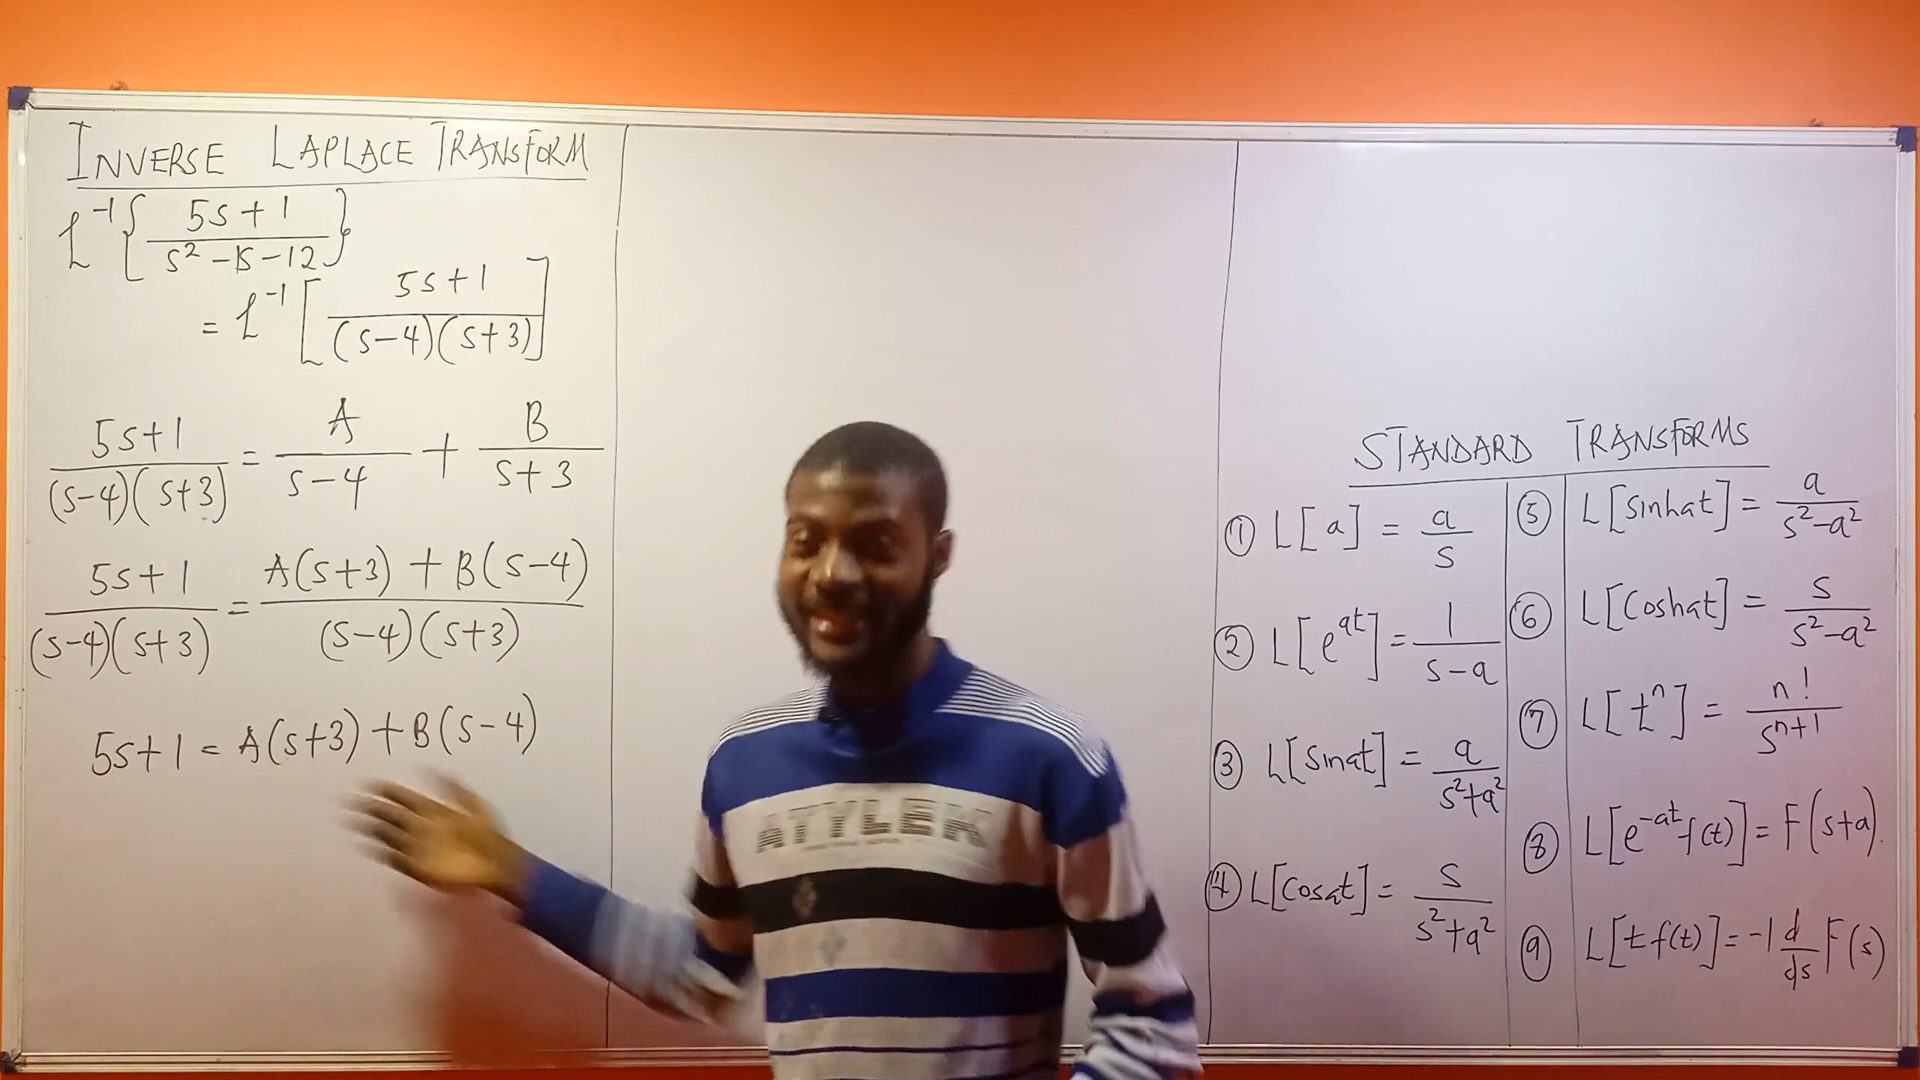 INVERSE LAPLACE TRANSFORM
L⁻¹{ (5s+1) / (s²-1s-12) }
= L⁻¹[ (5s+1) / ((s-4)(s+3)) ]
(5s+1) / ((s-4)(s+3)) = A / (s-4) + B / (s+3)
(5s+1) / ((s-4)(s+3)) = (A(s+3) + B(s-4)) / ((s-4)(s+3))
5s+1 = A(s+3) + B(s-4)
ATYLEK
STANDARD TRANSFORMS
① L[a] = a / s
② L[e^at] = 1 / (s-a)
③ L[sinat] = a / (s²+a²)
④ L[Cosat] = s / (s²+a²)
⑤ L[sinhat] = a / (s²-a²)
⑥ L[Coshat] = s / (s²-a²)
⑦ L[t^n] = n! / s^(n+1)
⑧ L[e^-at f(t)] = F(s+a).
⑨ L[t f(t)] = -1 d/ds F(s)